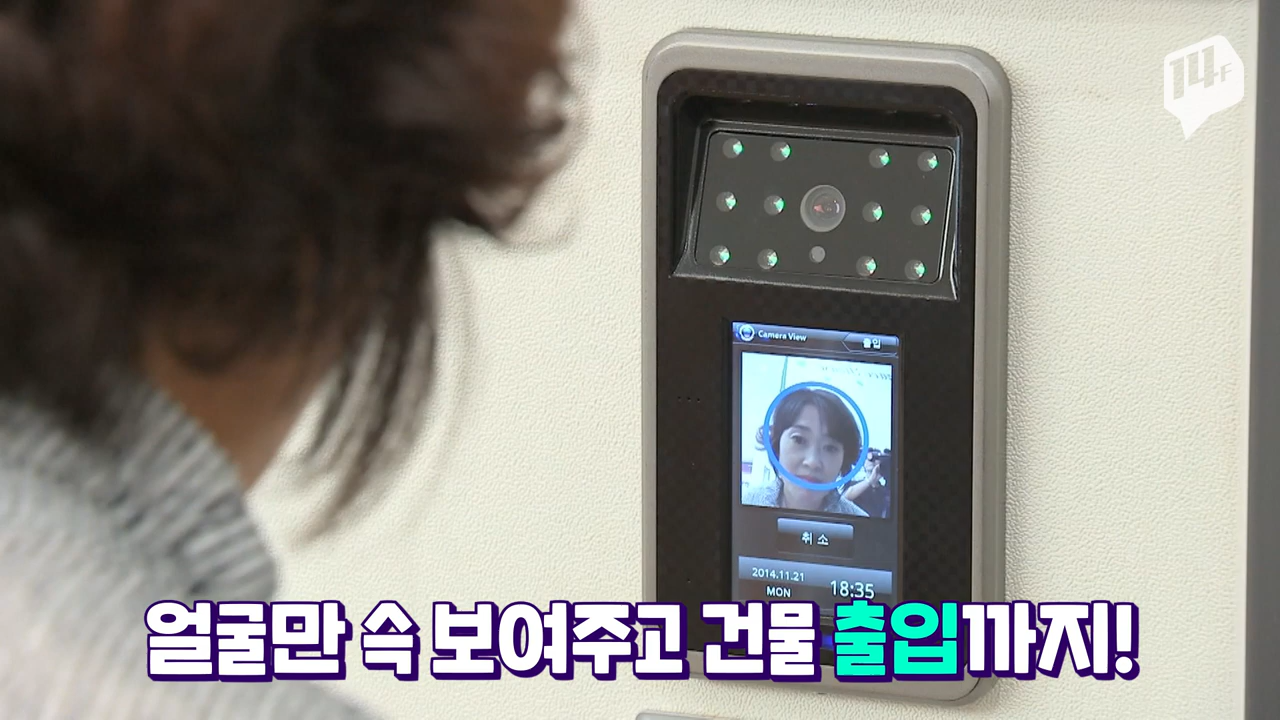 14F
Camera View
출입
취소
2014.11.21
MON
18:35
얼굴만 슥 보여주고 건물 출입까지!